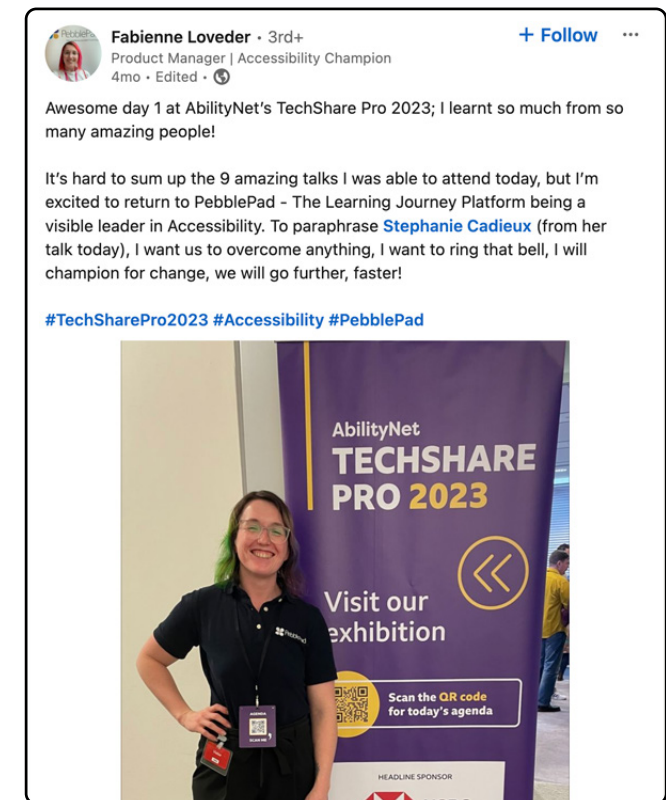 Fabienne Loveder • 3rd+
+ Follow
Product Manager | Accessibility Champion
4mo • Edited •
Awesome day 1 at AbilityNet’s TechShare Pro 2023; I learnt so much from so
many amazing people!
It’s hard to sum up the 9 amazing talks I was able to attend today, but I’m
excited to return to PebblePad - The Learning Journey Platform being a
visible leader in Accessibility. To paraphrase Stephanie Cadieux (from her
talk today), I want us to overcome anything, I want to ring that bell, I will
champion for change, we will go further, faster!
#TechSharePro2023 #Accessibility #PebblePad
AbilityNet
TECHSHARE
PRO 2023
Visit our
exhibition
PebblePad
Scan the QR code
for today's agenda
AGENDA
SCAN ME
HEADLINE SPONSOR